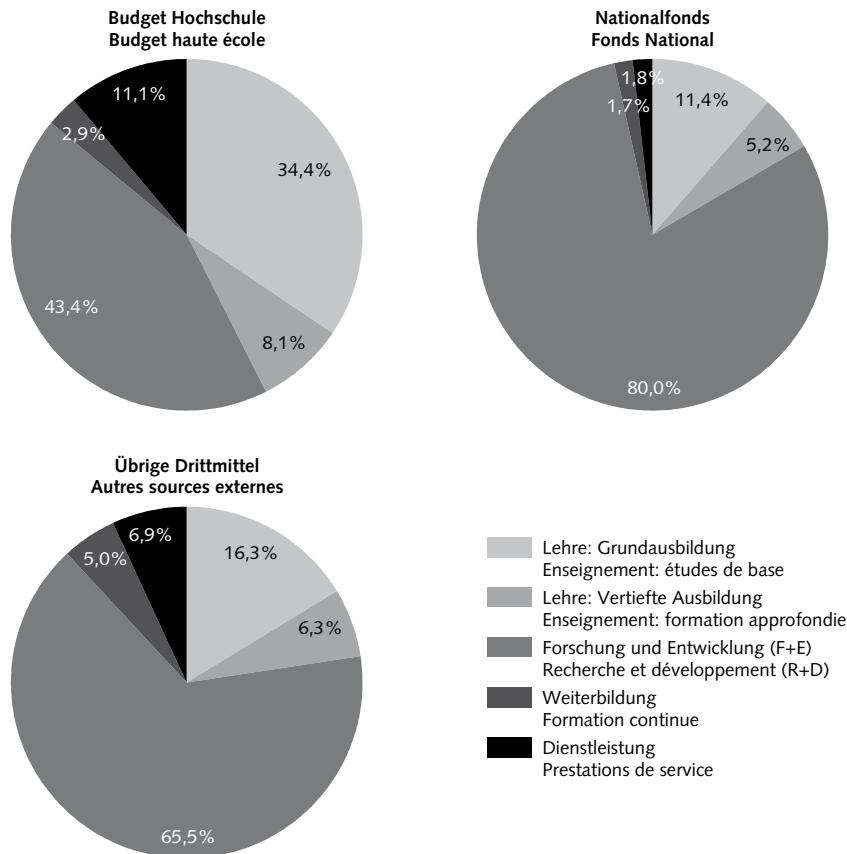 Budget Hochschule
Budget haute école
11,1%
34,4%
2,9%
43,4%
8,1%
Nationalfonds
Fonds National
1,8%
11,4%
1,7%
5,2%
80,0%
Übrige Drittmittel
Autres sources externes
6,9%
16,3%
5,0%
6,3%
65,5%
Lehre: Grundausbildung
Enseignement: études de base
Lehre: Vertiefte Ausbildung
Enseignement: formation approfondie
Forschung und Entwicklung (F+E)
Recherche et développement (R+D)
Weiterbildung
Formation continue
Dienstleistung
Prestations de service